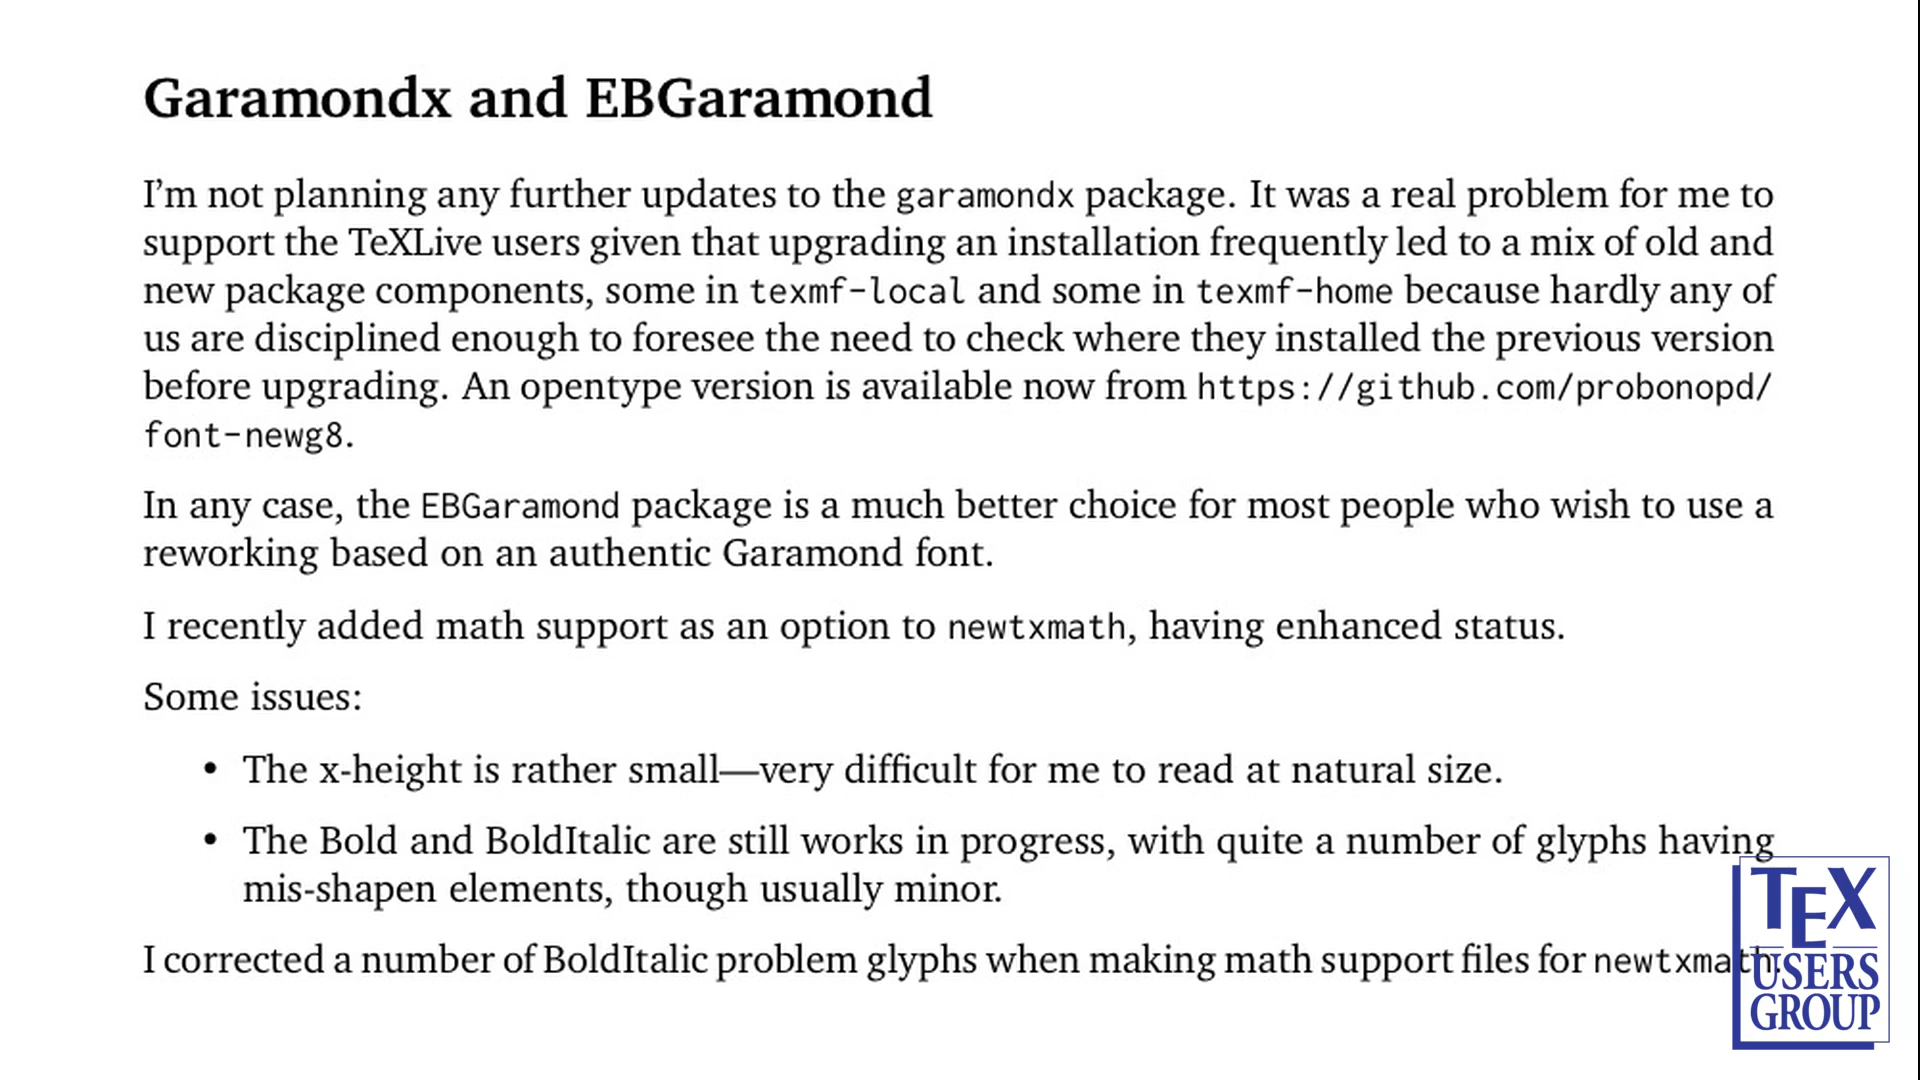 Garamondx and EBGaramond
I’m not planning any further updates to the garamondx package. It was a real problem for me to
support the TeXLive users given that upgrading an installation frequently led to a mix of old and
new package components, some in texmf-local and some in texmf-home because hardly any of
us are disciplined enough to foresee the need to check where they installed the previous version
before upgrading. An opentype version is available now from https://github.com/probonopd/
font-newg8.
In any case, the EBGaramond package is a much better choice for most people who wish to use a
reworking based on an authentic Garamond font.
I recently added math support as an option to newtxmath, having enhanced status.
Some issues:
• The x-height is rather small—very difficult for me to read at natural size.
• The Bold and BoldItalic are still works in progress, with quite a number of glyphs having
mis-shapen elements, though usually minor.
I corrected a number of BoldItalic problem glyphs when making math support files for newtxmath.
TEX
USERS
GROUP